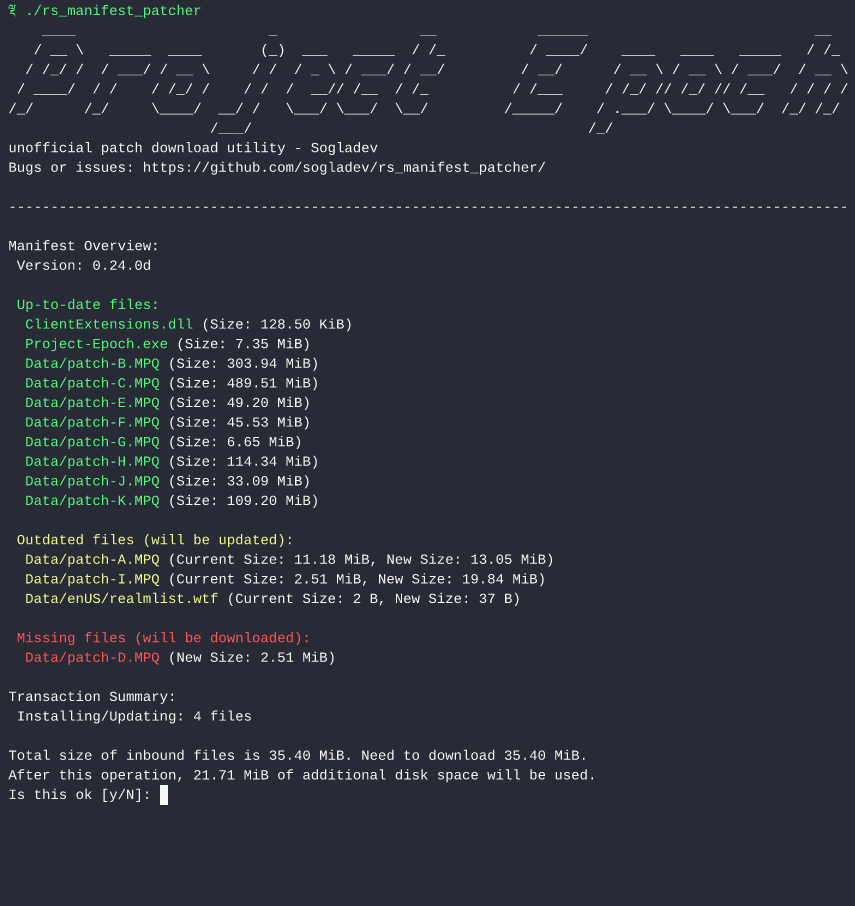 ./rs_manifest_patcher
Project Epoch
unofficial patch download utility - Sogladev
Bugs or issues: https://github.com/sogladev/rs_manifest_patcher/
----------------------------------------------------------------------------------------------------
Manifest Overview:
Version: 0.24.0d
Up-to-date files:
ClientExtensions.dll (Size: 128.50 KiB)
Project-Epoch.exe (Size: 7.35 MiB)
Data/patch-B.MPQ (Size: 303.94 MiB)
Data/patch-C.MPQ (Size: 489.51 MiB)
Data/patch-E.MPQ (Size: 49.20 MiB)
Data/patch-F.MPQ (Size: 45.53 MiB)
Data/patch-G.MPQ (Size: 6.65 MiB)
Data/patch-H.MPQ (Size: 114.34 MiB)
Data/patch-J.MPQ (Size: 33.09 MiB)
Data/patch-K.MPQ (Size: 109.20 MiB)
Outdated files (will be updated):
Data/patch-A.MPQ (Current Size: 11.18 MiB, New Size: 13.05 MiB)
Data/patch-I.MPQ (Current Size: 2.51 MiB, New Size: 19.84 MiB)
Data/enUS/realmlist.wtf (Current Size: 2 B, New Size: 37 B)
Missing files (will be downloaded):
Data/patch-D.MPQ (New Size: 2.51 MiB)
Transaction Summary:
Installing/Updating: 4 files
Total size of inbound files is 35.40 MiB. Need to download 35.40 MiB.
After this operation, 21.71 MiB of additional disk space will be used.
Is this ok [y/N]: